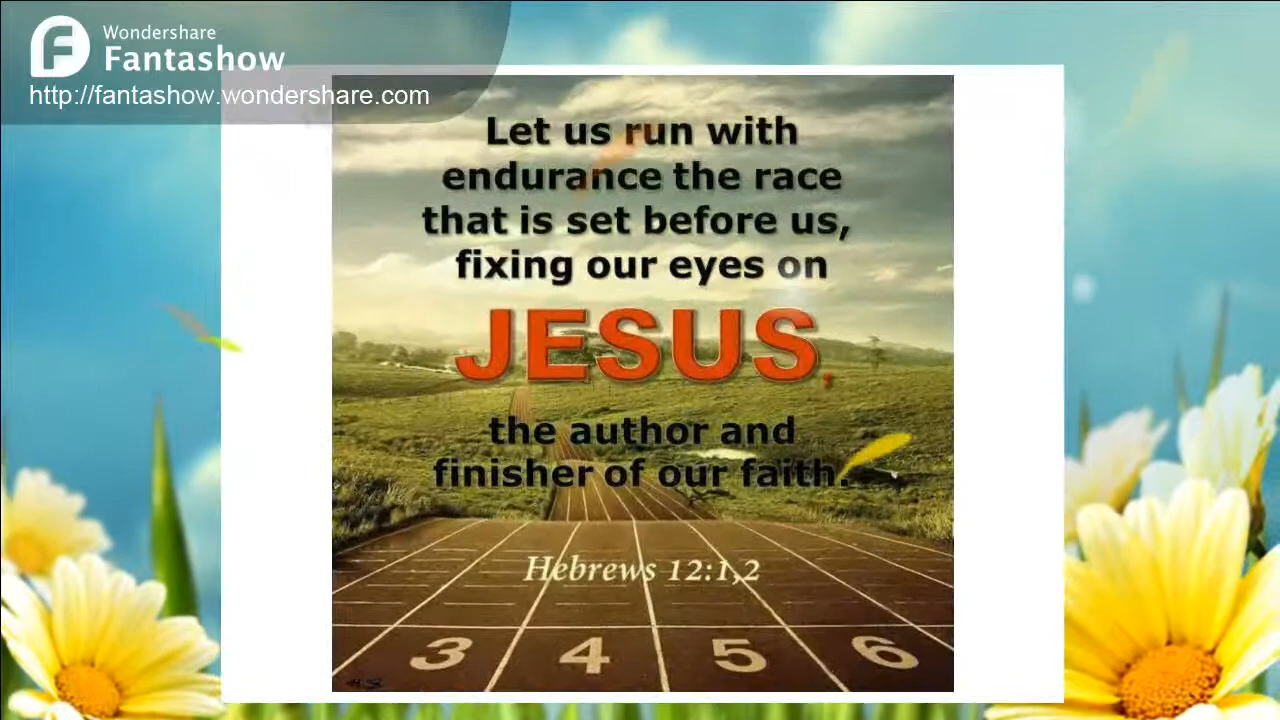 Wondershare
Fantashow
http://fantashow.wondershare.com
Let us run with
endurance the race
that is set before us,
fixing our eyes on
JESUS,
the author and
finisher of our faith.
Hebrews 12:1,2
3 4 5 6